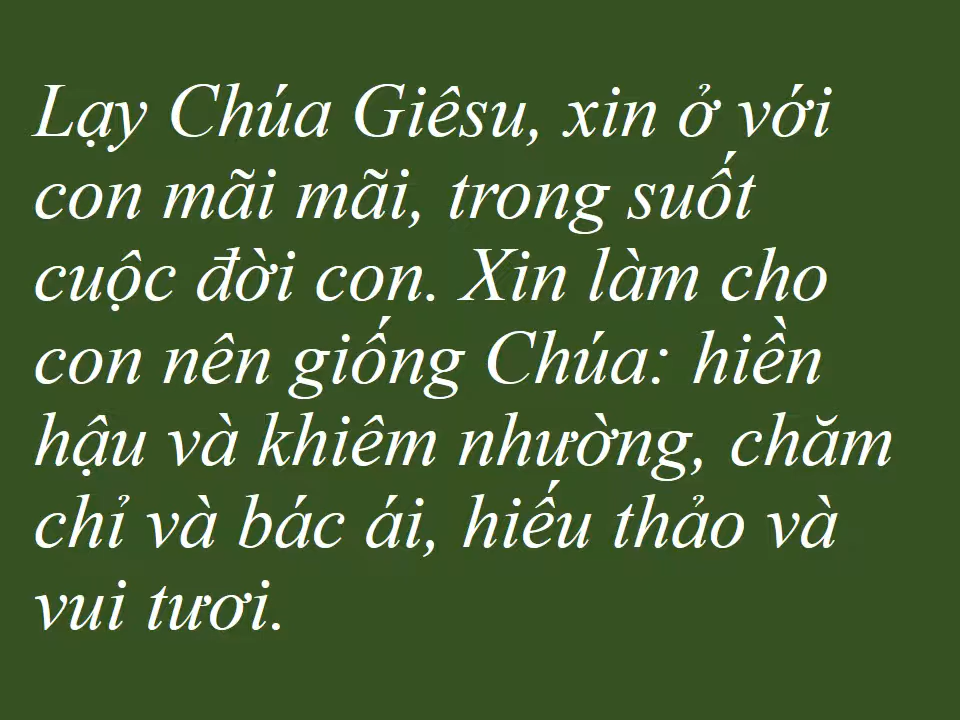 Lạy Chúa Giêsu, xin ở với
con mãi mãi, trong suốt
cuộc đời con. Xin làm cho
con nên giống Chúa: hiền
hậu và khiêm nhường, chăm
chỉ và bác ái, hiếu thảo và
vui tươi.